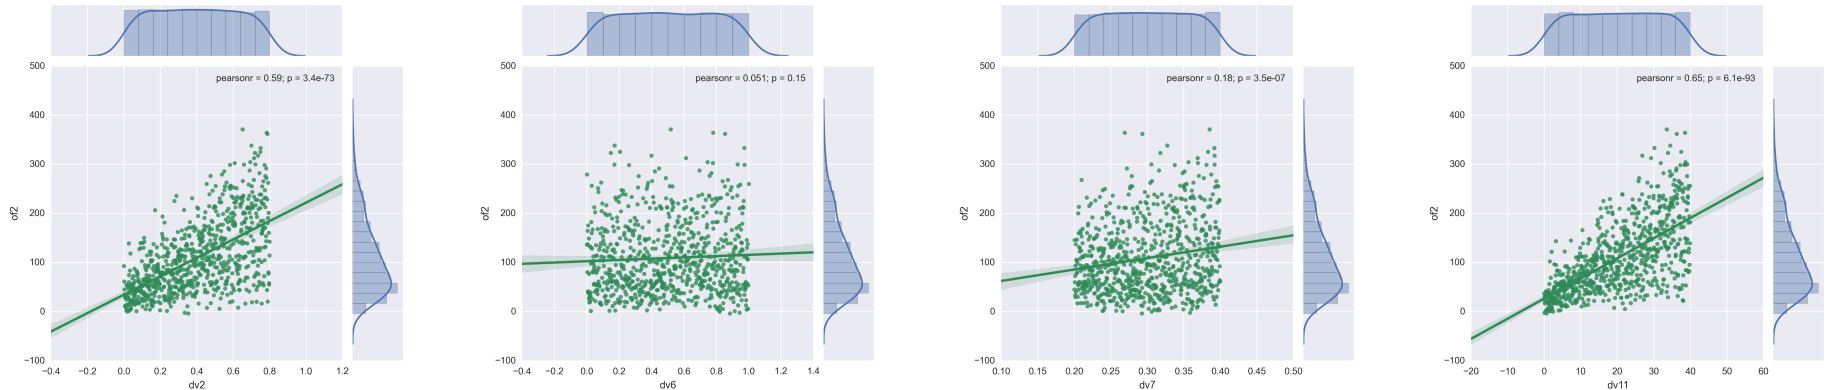 pearsonr = 0.59; p = 3.4e-73
500
400
300
200
100
0
−100
of2
−0.4 −0.2 0.0 0.2 0.4 0.6 0.8 1.0 1.2
dv2
pearsonr = 0.051; p = 0.15
500
400
300
200
100
0
−100
of2
−0.4 −0.2 0.0 0.2 0.4 0.6 0.8 1.0 1.2 1.4
dv6
pearsonr = 0.18; p = 3.5e-07
500
400
300
200
100
0
−100
of2
0.10 0.15 0.20 0.25 0.30 0.35 0.40 0.45 0.50
dv7
pearsonr = 0.65; p = 6.1e-93
500
400
300
200
100
0
−100
of2
−20 −10 0 10 20 30 40 50 60
dv11